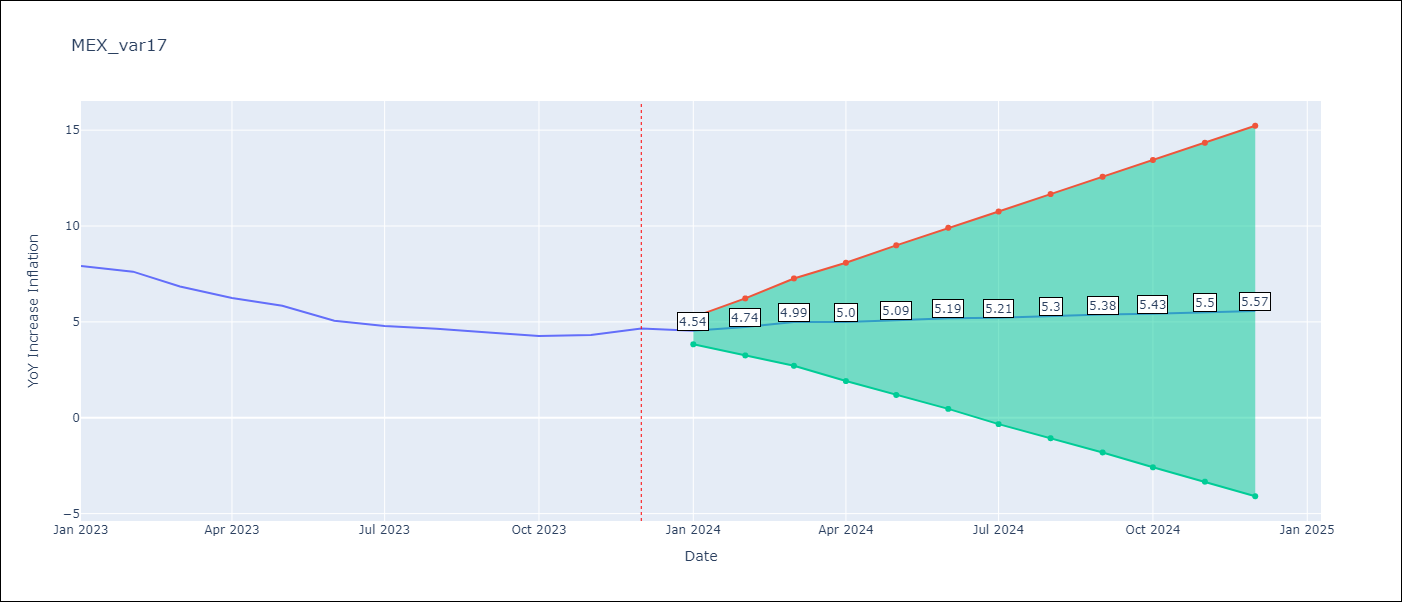 MEX_var17
YoY Increase Inflation
15
10
5
0
−5
4.54
4.74
4.99
5.0
5.09
5.19
5.21
5.3
5.38
5.43
5.5
5.57
Jan 2023
Apr 2023
Jul 2023
Oct 2023
Jan 2024
Apr 2024
Jul 2024
Oct 2024
Jan 2025
Date